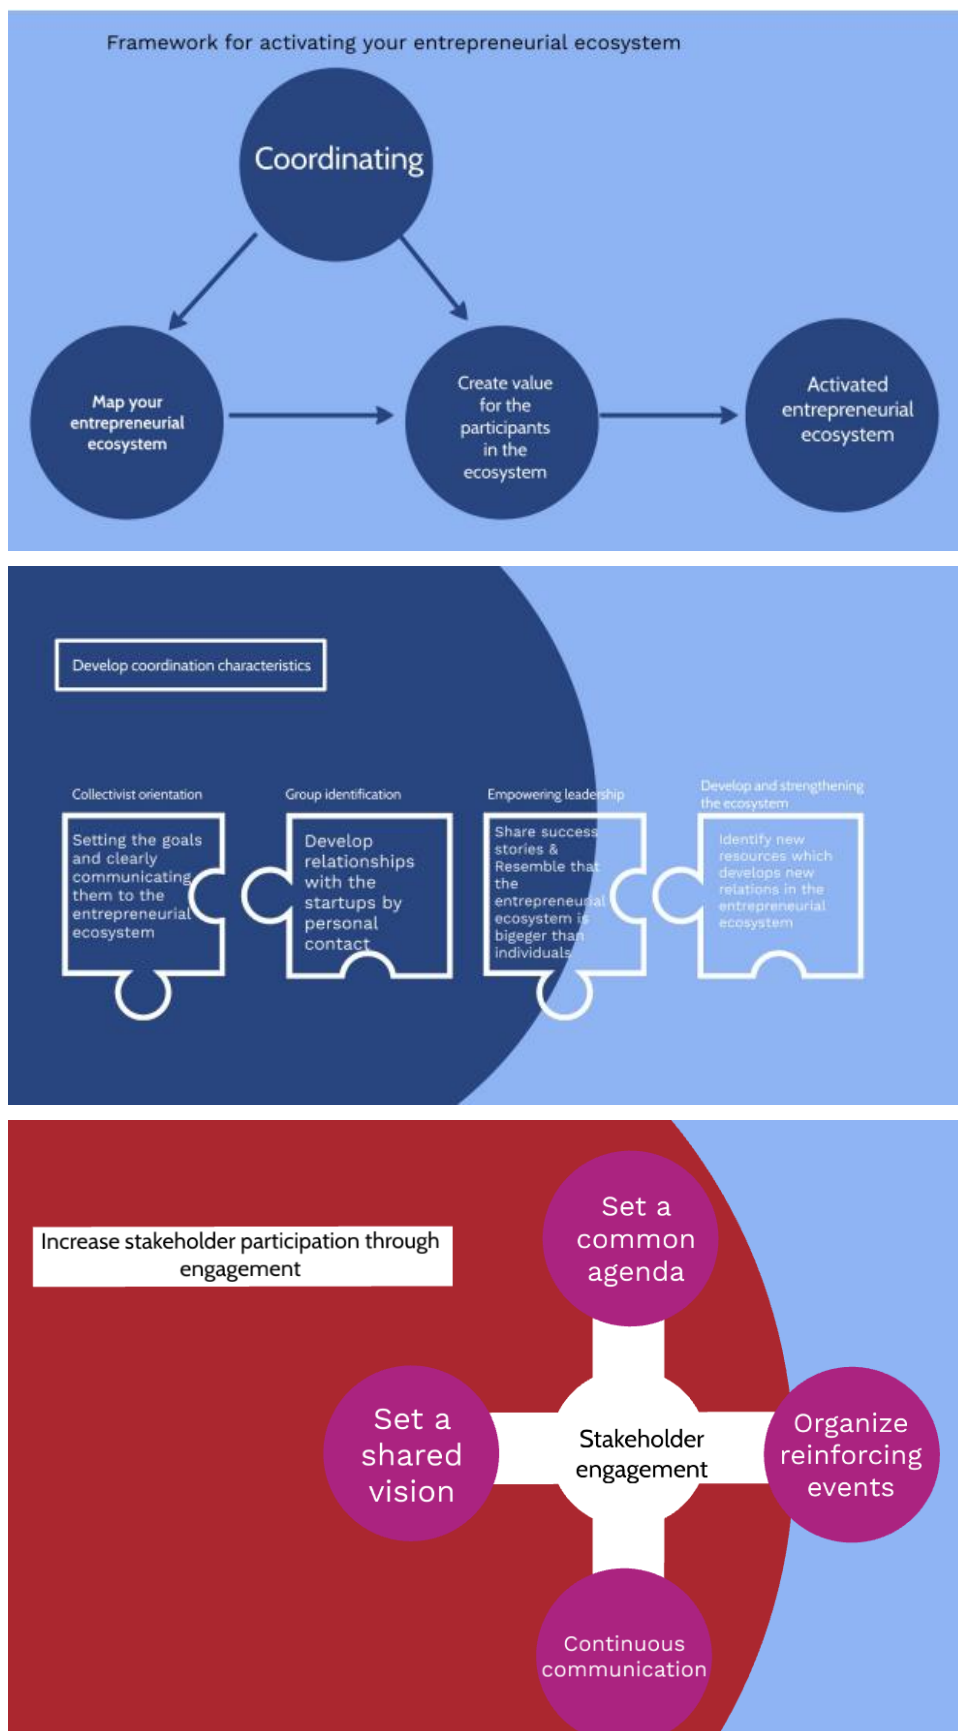 Framework for activating your entrepreneurial ecosystem
Coordinating
Map your
entrepreneurial
ecosystem
Create value
for the
participants
in the
ecosystem
Activated
entrepreneurial
ecosystem
Develop coordination characteristics
Collectivist orientation
Setting the goals
and clearly
communicating
them to the
entrepreneurial
ecosystem
Group identification
Develop
relationships
with the
startups by
personal
contact
Empowering leadership
Share success
stories &
Resemble that
the
entrepreneurial
ecosystem is
bigeger than
individuals
Develop and strengthening
the ecosystem
Identify new
resources which
develops new
relations in the
entrepreneurial
ecosystem
Increase stakeholder participation through
engagement
Set a
common
agenda
Set a
shared
vision
Stakeholder
engagement
Organize
reinforcing
events
Continuous
communication